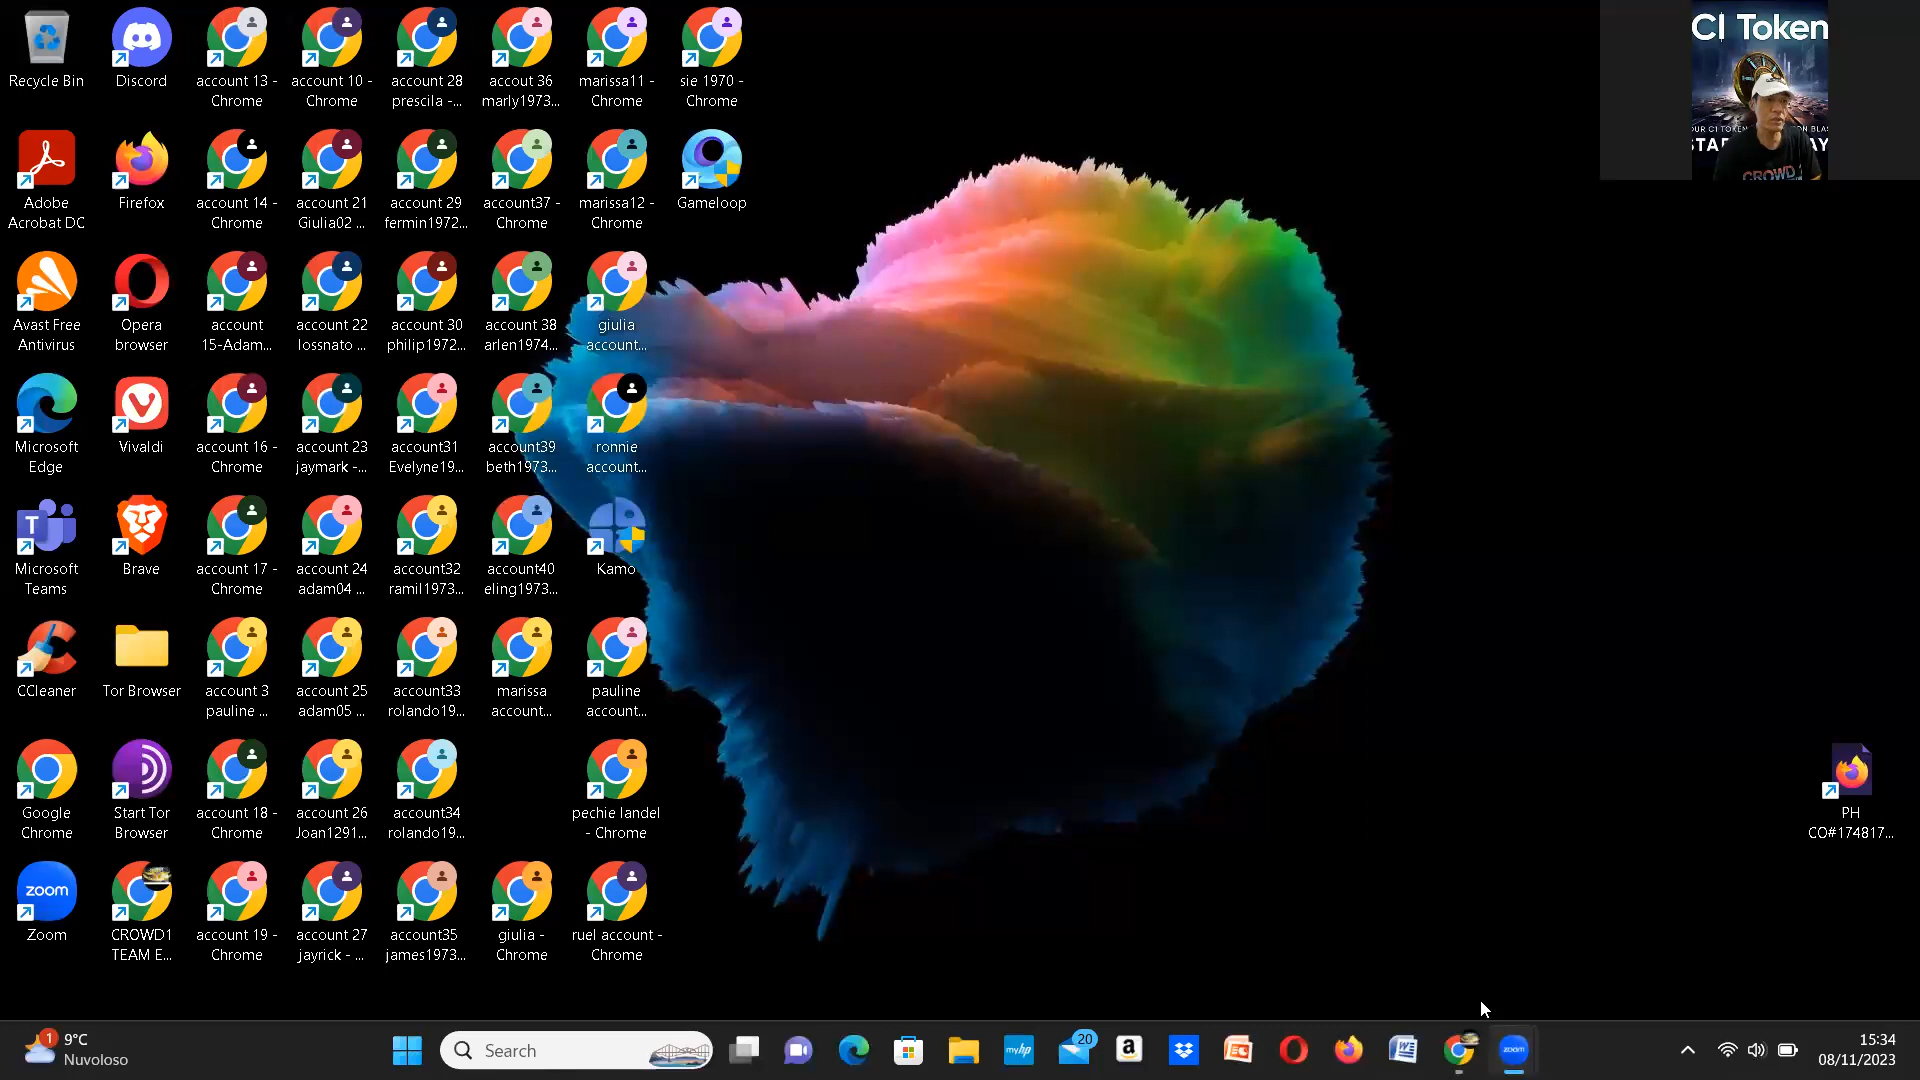 Recycle Bin
Discord
account 13 -
Chrome
account 10 -
Chrome
account 28
prescila -...
accout 36
marly1973...
marissa11 -
Chrome
sie 1970 -
Chrome
Adobe
Acrobat DC
Firefox
account 14 -
Chrome
account 21
Giulia02 ...
account 29
fermin1972...
account37 -
Chrome
marissa12 -
Chrome
Gameloop
Avast Free
Antivirus
Opera
browser
account
15-Adam...
account 22
lossnato ...
account 30
philip1972...
account 38
arlen1974...
giulia
account...
Microsoft
Edge
Vivaldi
account 16 -
Chrome
account 23
jaymark -...
account31
Evelyne19...
account39
beth1973...
ronnie
account...
T
Microsoft
Teams
Brave
account 17 -
Chrome
account 24
adam04 ...
account32
ramil1973...
account40
eling1973...
Kamo
CCleaner
Tor Browser
account 3
pauline ...
account 25
adam05 ...
account33
rolando19...
marissa
account...
pauline
account...
Google
Chrome
Start Tor
Browser
account 18 -
Chrome
account 26
Joan1291...
account34
rolando19...
pechie landel
- Chrome
zoom
Zoom
CROWD1
TEAM E...
account 19 -
Chrome
account 27
jayrick - ...
account35
james1973...
giulia -
Chrome
ruel account -
Chrome
CI Token
CROWD
PH
CO#174817...
1
9°C
Nuvoloso
Search
myhp
20
a
zoom
15:34
08/11/2023